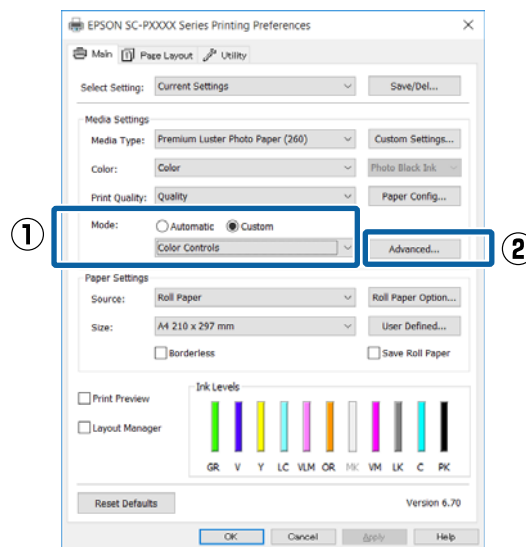 EPSON SC-PXXXX Series Printing Preferences
Main Page Layout Utility
Select Setting: Current Settings Save/Del...
Media Settings
Media Type: Premium Luster Photo Paper (260) Custom Settings...
Color: Color Photo Black Ink
Print Quality: Quality Paper Config...
1 Mode: Automatic Custom
Color Controls Advanced... 2
Paper Settings
Source: Roll Paper Roll Paper Option...
Size: A4 210 x 297 mm User Defined...
Borderless Save Roll Paper
Print Preview
Layout Manager
Ink Levels
GR V Y LC VLM OR MK VM LK C PK
Reset Defaults Version 6.70
OK Cancel Apply Help